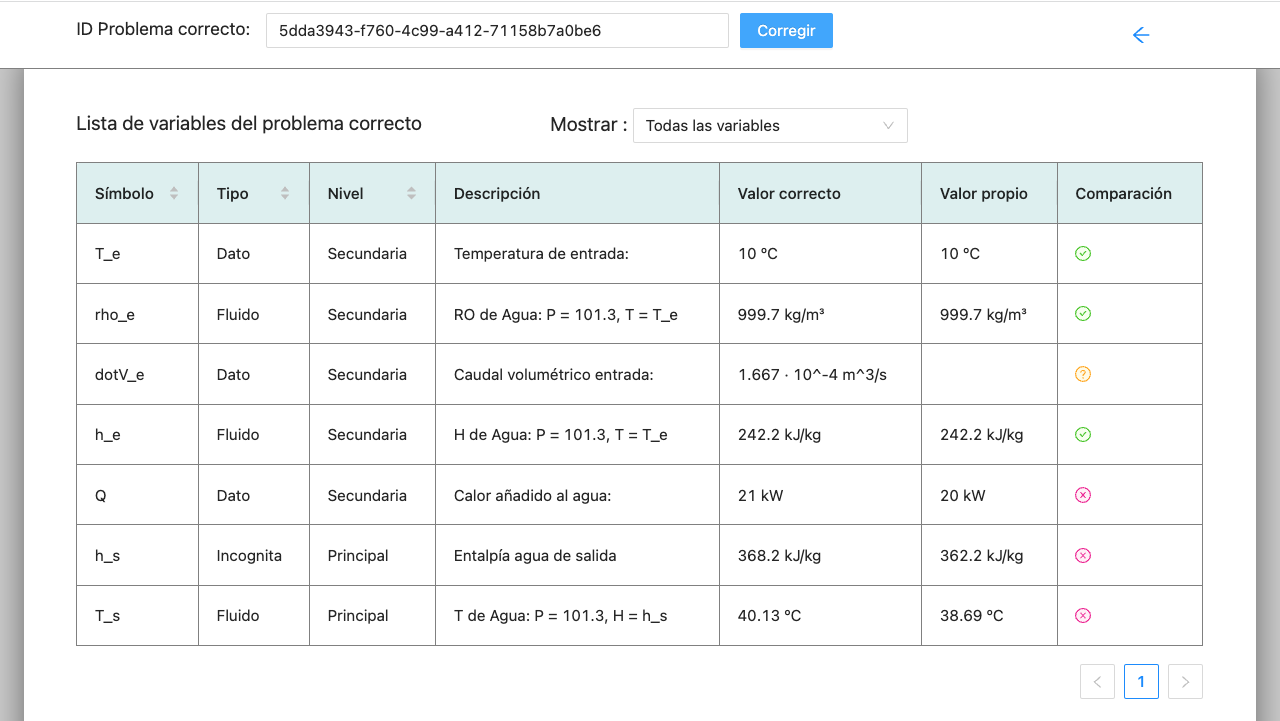 ID Problema correcto: 5dda3943-f760-4c99-a412-71158b7a0be6 Corregir
Lista de variables del problema correcto Mostrar : Todas las variables
Símbolo Tipo Nivel Descripción Valor correcto Valor propio Comparación
T_e Dato Secundaria Temperatura de entrada: 10 ºC 10 ºC
rho_e Fluido Secundaria RO de Agua: P = 101.3, T = T_e 999.7 kg/m³ 999.7 kg/m³
dotV_e Dato Secundaria Caudal volumétrico entrada: 1.667 · 10^-4 m^3/s
h_e Fluido Secundaria H de Agua: P = 101.3, T = T_e 242.2 kJ/kg 242.2 kJ/kg
Q Dato Secundaria Calor añadido al agua: 21 kW 20 kW
h_s Incognita Principal Entalpía agua de salida 368.2 kJ/kg 362.2 kJ/kg
T_s Fluido Principal T de Agua: P = 101.3, H = h_s 40.13 ºC 38.69 ºC
1